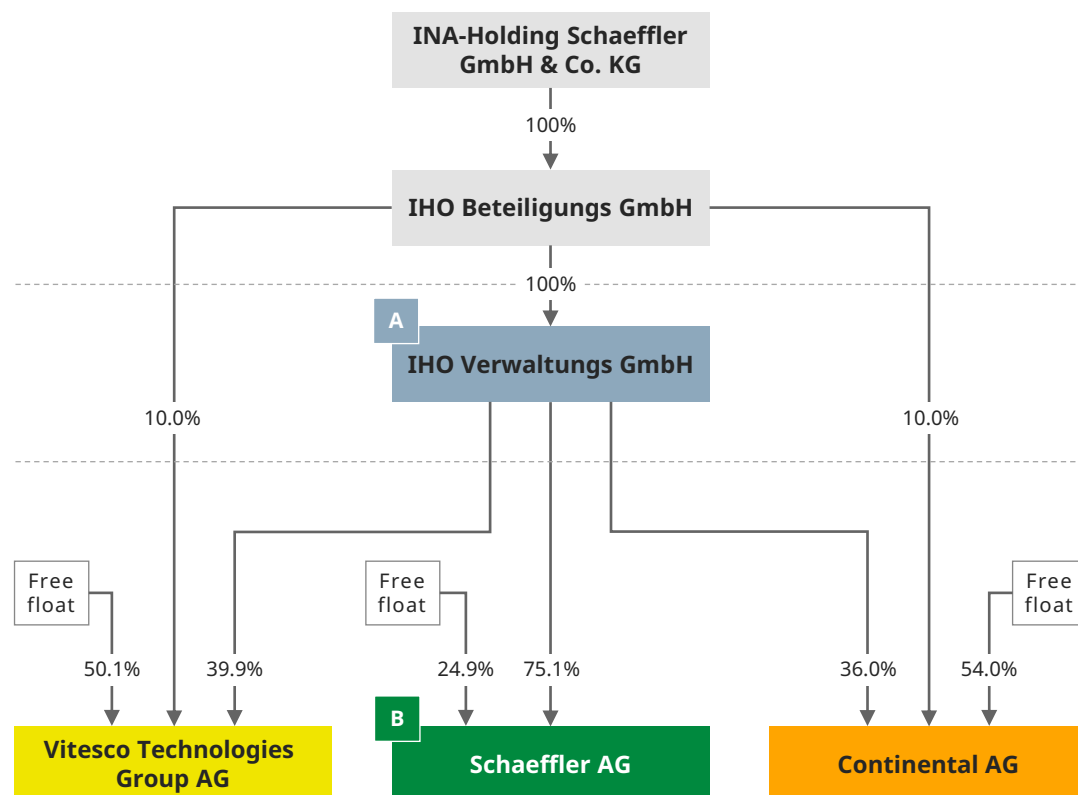 INA-Holding Schaeffler
GmbH & Co. KG
100%
IHO Beteiligungs GmbH
100%
A
IHO Verwaltungs GmbH
10.0%
10.0%
Free
float
Free
float
Free
float
50.1%
39.9%
24.9%
75.1%
36.0%
54.0%
B
Vitesco Technologies
Group AG
Schaeffler AG
Continental AG